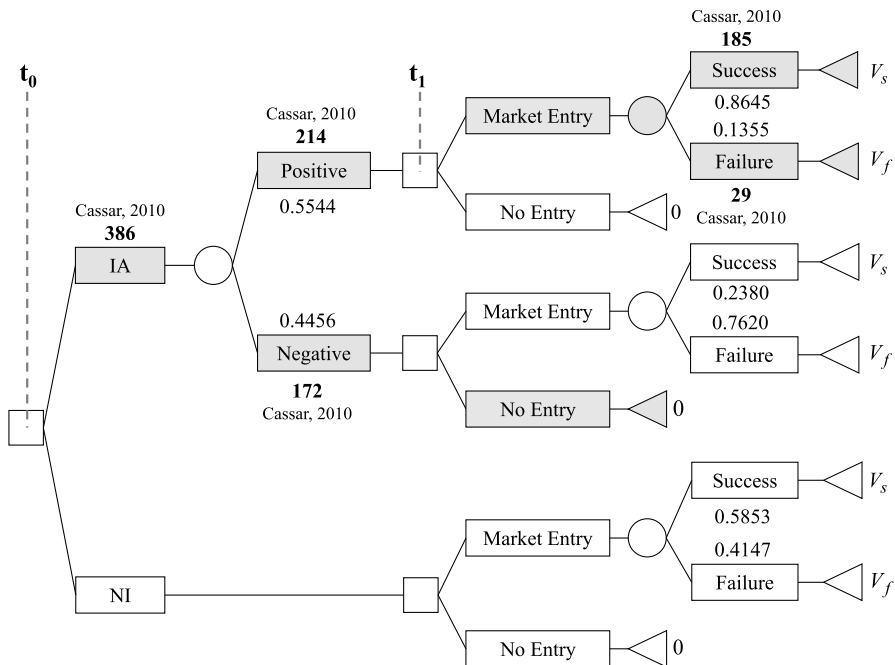 t0
t1
Cassar, 2010
185
Success
Vs
0.8645
0.1355
Failure
Vf
29
Cassar, 2010
Market Entry
No Entry
0
Cassar, 2010
214
Positive
0.5544
Cassar, 2010
386
IA
0.4456
Negative
172
Cassar, 2010
Success
Vs
0.2380
0.7620
Failure
Vf
Market Entry
No Entry
0
Success
Vs
0.5853
0.4147
Failure
Vf
Market Entry
NI
No Entry
0